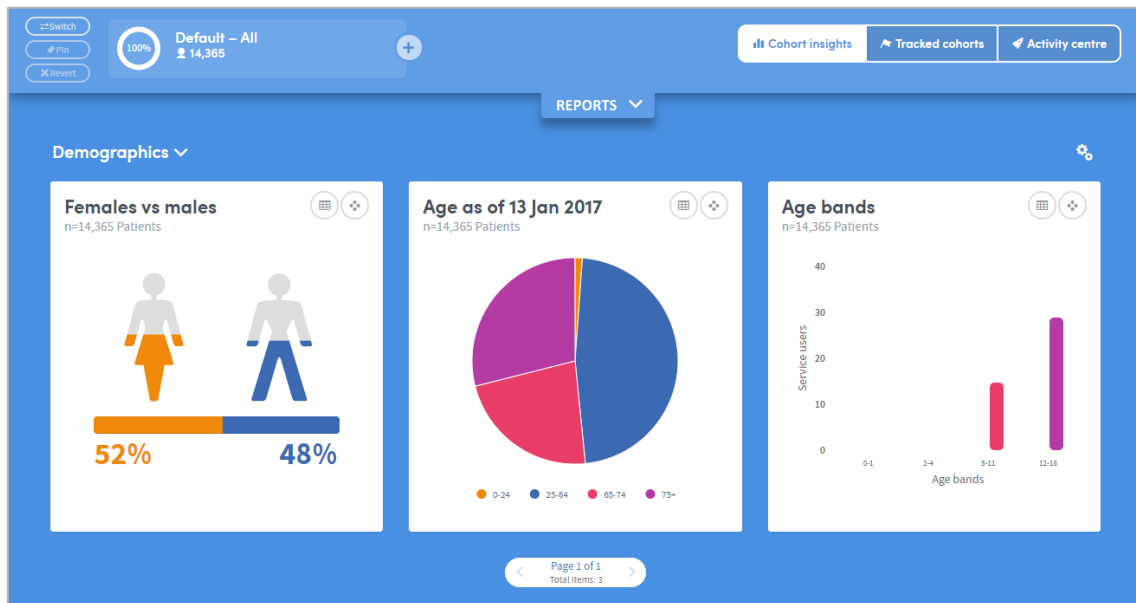 Switch
Pin
Revert
100%
Default – All
14,365
+
Cohort insights
Tracked cohorts
Activity centre
REPORTS
Demographics
Females vs males
n=14,365 Patients
52%
48%
Age as of 13 Jan 2017
n=14,365 Patients
0-24
25-64
65-74
75+
Age bands
n=14,365 Patients
40
30
20
10
0
Service users
0-1
2-4
5-11
12-18
Age bands
Page 1 of 1
Total Items: 3